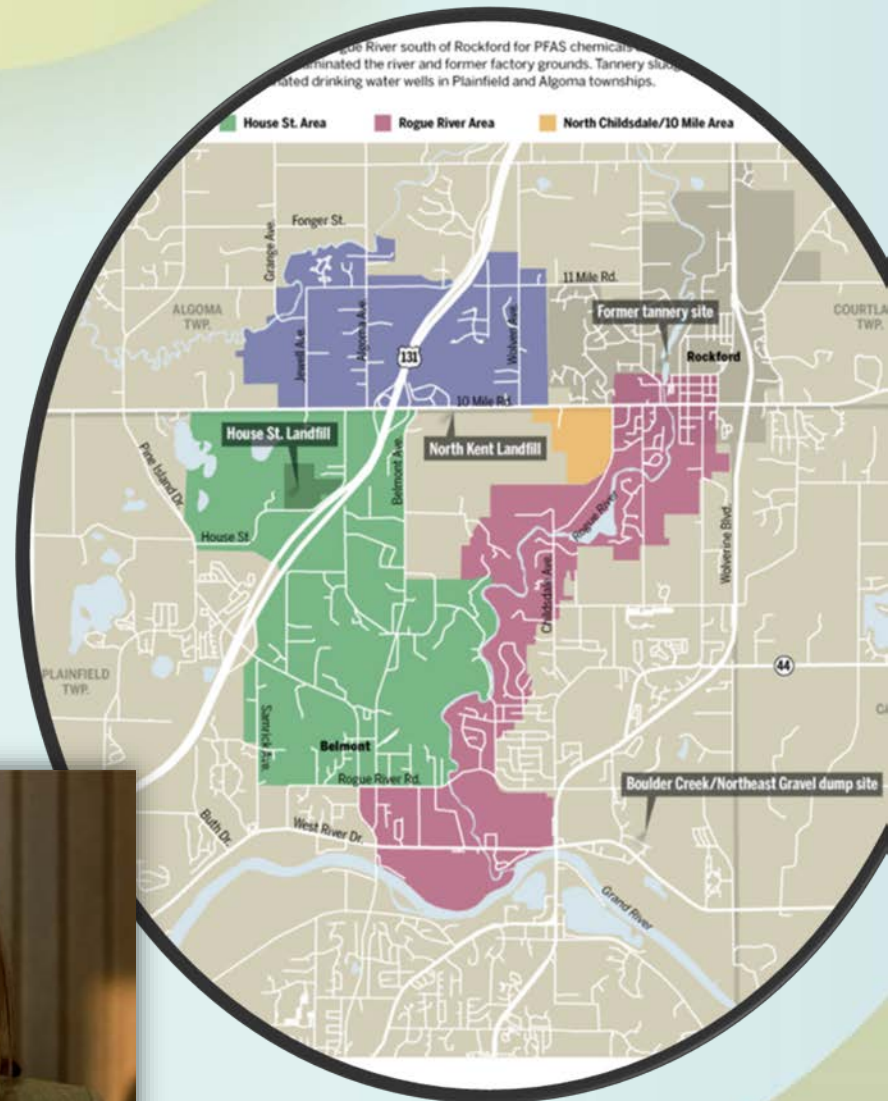 River south of Rockford for PFAS chemicals
the river and former factory grounds. Tannery
drinking water wells in Plainfield and Algoma townships.
House St. Area
Rogue River Area
North Childsdale/10 Mile Area
Fonger St.
Grange Ave.
11 Mile Rd.
ALGOMA
TWP.
Former tannery site
COURTLA
TWP.
Jewell Ave.
Algoma Ave.
Wolven Ave.
131
Rockford
10 Mile Rd.
House St. Landfill
North Kent Landfill
Pine Island Dr.
Belmont Ave.
House St.
Rogue River
Wolverine Blvd.
Childsdale Ave.
44
PLAINFIELD
TWP.
CA
Samrick Ave.
Belmont
Rogue River Rd.
Boulder Creek/Northeast Gravel dump site
Buth Dr.
West River Dr.
Grand River